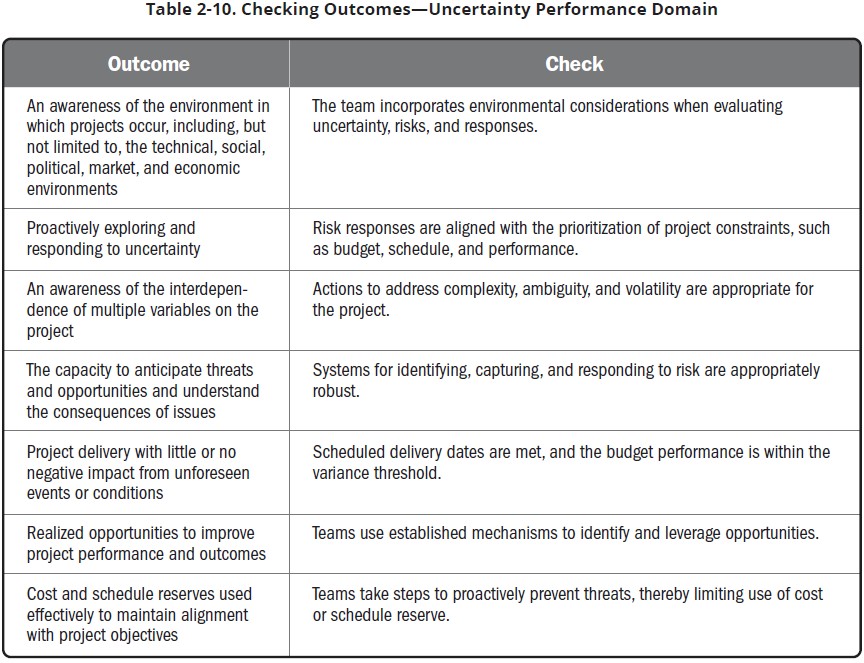 Table 2-10. Checking Outcomes—Uncertainty Performance Domain
Outcome
Check
An awareness of the environment in
which projects occur, including, but
not limited to, the technical, social,
political, market, and economic
environments
The team incorporates environmental considerations when evaluating
uncertainty, risks, and responses.
Proactively exploring and
responding to uncertainty
Risk responses are aligned with the prioritization of project constraints, such
as budget, schedule, and performance.
An awareness of the interdepen-
dence of multiple variables on the
project
Actions to address complexity, ambiguity, and volatility are appropriate for
the project.
The capacity to anticipate threats
and opportunities and understand
the consequences of issues
Systems for identifying, capturing, and responding to risk are appropriately
robust.
Project delivery with little or no
negative impact from unforeseen
events or conditions
Scheduled delivery dates are met, and the budget performance is within the
variance threshold.
Realized opportunities to improve
project performance and outcomes
Teams use established mechanisms to identify and leverage opportunities.
Cost and schedule reserves used
effectively to maintain alignment
with project objectives
Teams take steps to proactively prevent threats, thereby limiting use of cost
or schedule reserve.